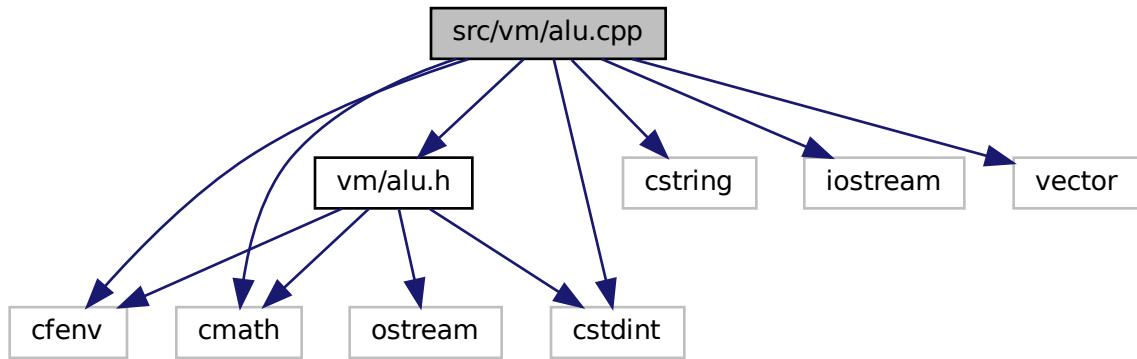 src/vm/alu.cpp
vm/alu.h
cstring
iostream
vector
cfenv
cmath
ostream
cstdint